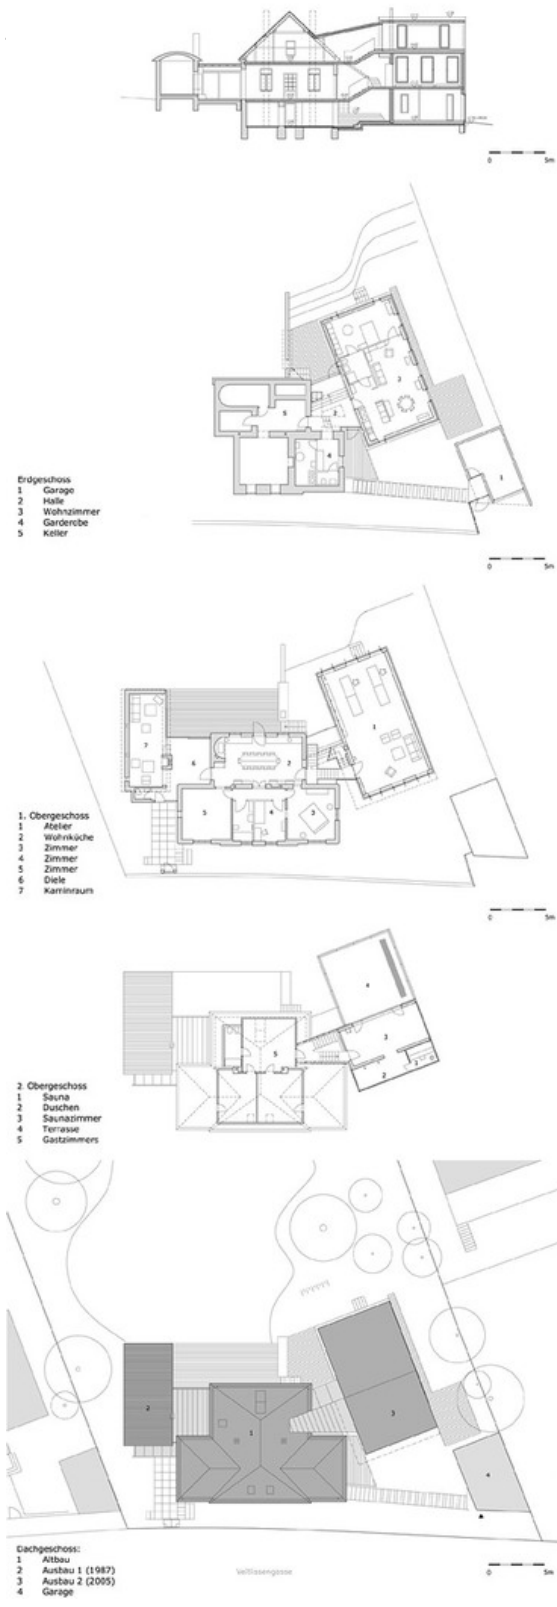 0 5m
Erdgeschoss
1 Garage
2 Halle
3 Wohnzimmer
4 Garderobe
5 Keller
0 5m
1. Obergeschoss
1 Atelier
2 Wohnküche
3 Zimmer
4 Zimmer
5 Zimmer
6 Diele
7 Kaminraum
0 5m
2. Obergeschoss
1 Sauna
2 Duschen
3 Saunazimmer
4 Terrasse
5 Gastzimmers
Dachgeschoss:
1 Altbau
2 Ausbau 1 (1987)
3 Ausbau 2 (2005)
4 Garage
Veitlissengasse
0 5m